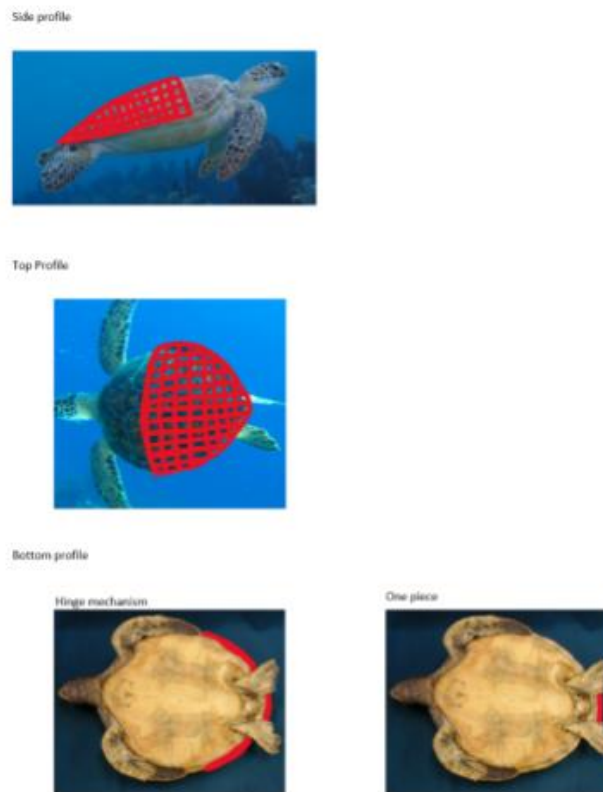 Side profile
Top Profile
Bottom profile
Hinge mechanism
One piece